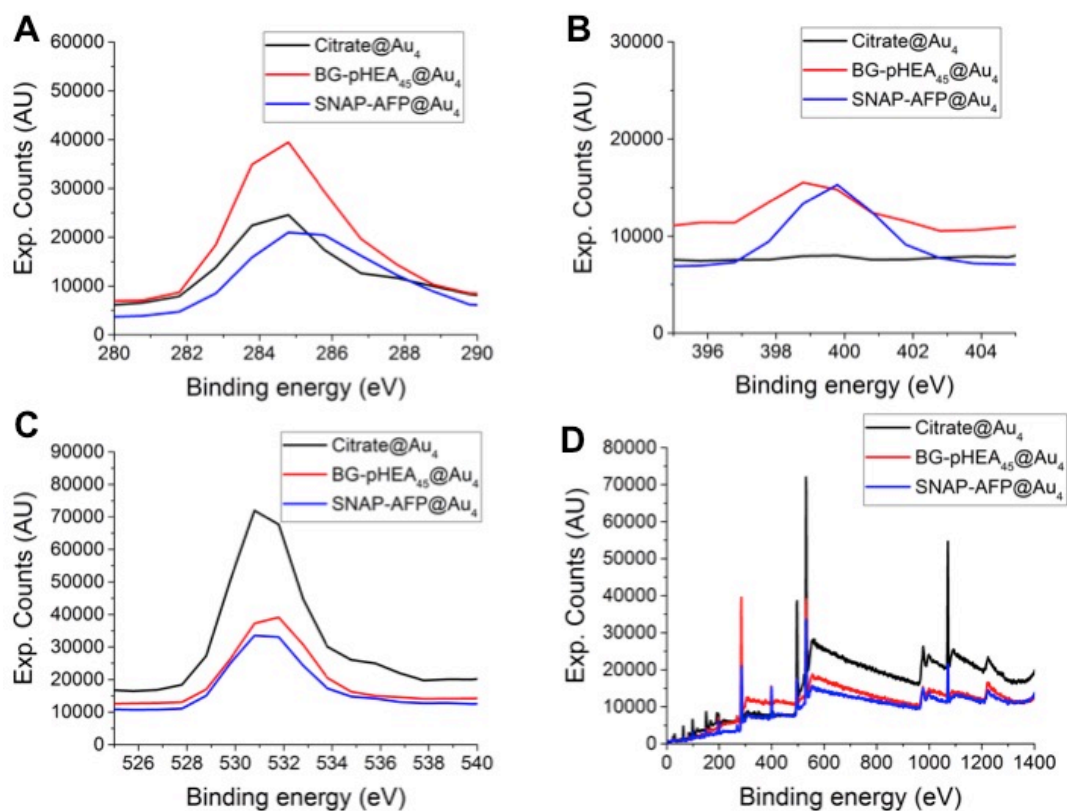 A
Citrate@Au4
BG-pHEA45@Au4
SNAP-AFP@Au4
Exp. Counts (AU)
60000
50000
40000
30000
20000
10000
0
280 282 284 286 288 290
Binding energy (eV)
B
Citrate@Au4
BG-pHEA45@Au4
SNAP-AFP@Au4
Exp. Counts (AU)
30000
20000
10000
0
396 398 400 402 404
Binding energy (eV)
C
Citrate@Au4
BG-pHEA45@Au4
SNAP-AFP@Au4
Exp. Counts (AU)
90000
80000
70000
60000
50000
40000
30000
20000
10000
0
526 528 530 532 534 536 538 540
Binding energy (eV)
D
Citrate@Au4
BG-pHEA45@Au4
SNAP-AFP@Au4
Exp. Counts (AU)
80000
70000
60000
50000
40000
30000
20000
10000
0
0 200 400 600 800 1000 1200 1400
Binding energy (eV)